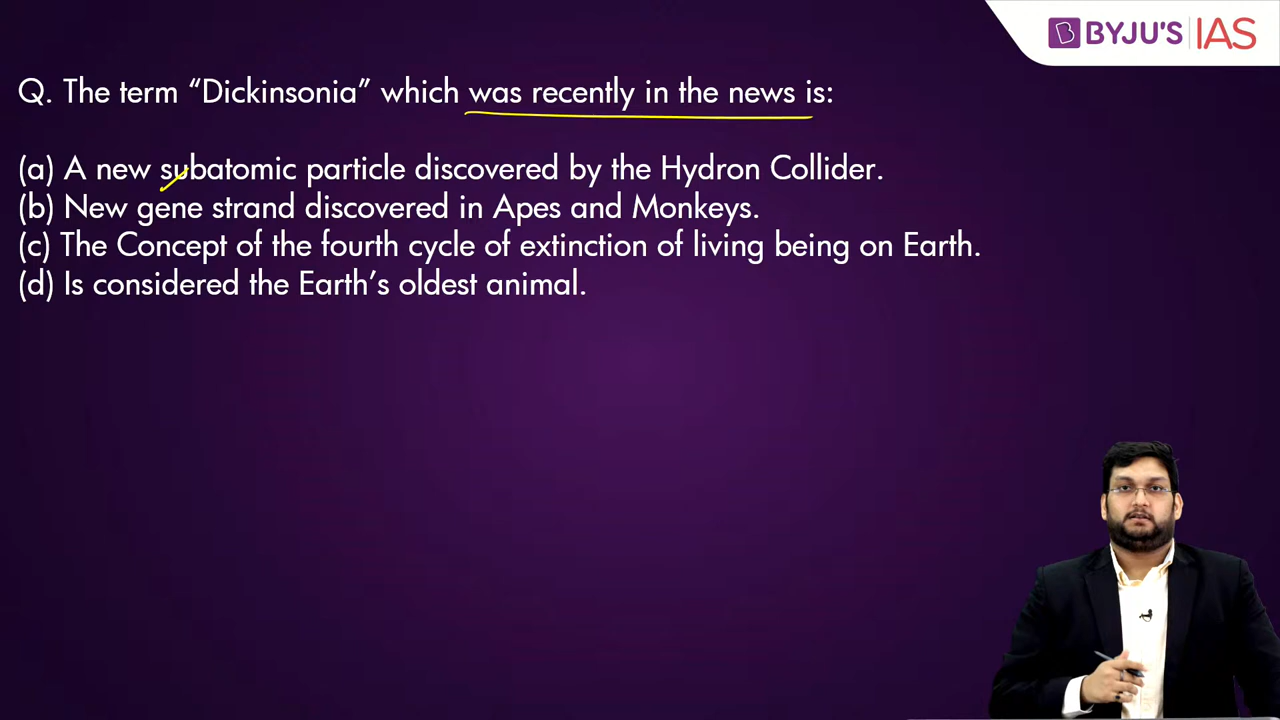 BYJU'S IAS
Q. The term “Dickinsonia” which was recently in the news is:
(a) A new subatomic particle discovered by the Hydron Collider.
(b) New gene strand discovered in Apes and Monkeys.
(c) The Concept of the fourth cycle of extinction of living being on Earth.
(d) Is considered the Earth’s oldest animal.